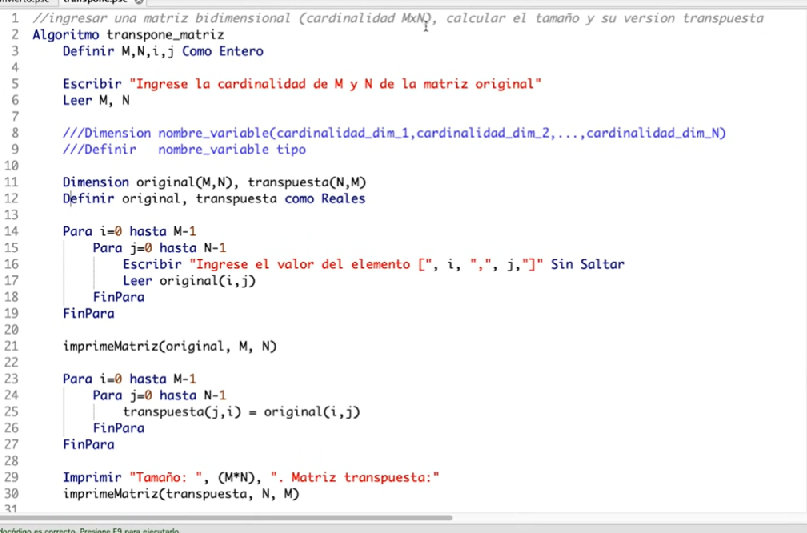 transpone.psc
1 //ingresar una matriz bidimensional (cardinalidad MxN), calcular el tamaño y su version transpuesta
2 Algoritmo transpone_matriz
3 Definir M,N,i,j Como Entero
4
5 Escribir "Ingrese la cardinalidad de M y N de la matriz original"
6 Leer M, N
7
8 ///Dimension nombre_variable(cardinalidad_dim_1,cardinalidad_dim_2,...,cardinalidad_dim_N)
9 ///Definir nombre_variable tipo
10
11 Dimension original(M,N), transpuesta(N,M)
12 Definir original, transpuesta como Reales
13
14 Para i=0 hasta M-1
15 Para j=0 hasta N-1
16 Escribir "Ingrese el valor del elemento [", i, ",", j,"]" Sin Saltar
17 Leer original(i,j)
18 FinPara
19 FinPara
20
21 imprimeMatriz(original, M, N)
22
23 Para i=0 hasta M-1
24 Para j=0 hasta N-1
25 transpuesta(j,i) = original(i,j)
26 FinPara
27 FinPara
28
29 Imprimir "Tamaño: ", (M*N), ". Matriz transpuesta:"
30 imprimeMatriz(transpuesta, N, M)
31
es correcto. Presione F9 para ejecutarlo.